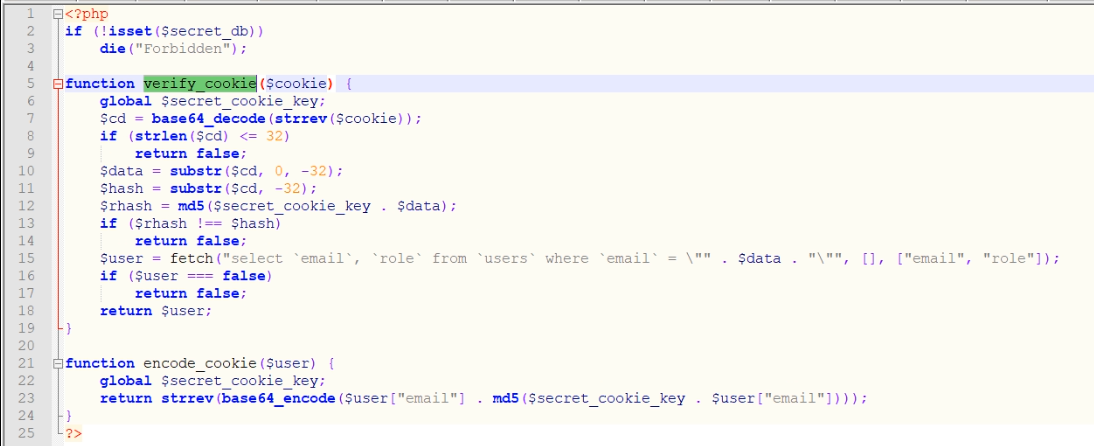 1 <?php
2 if (!isset($secret_db))
3     die("Forbidden");
4
5 function verify_cookie($cookie) {
6     global $secret_cookie_key;
7     $cd = base64_decode(strrev($cookie));
8     if (strlen($cd) <= 32)
9         return false;
10     $data = substr($cd, 0, -32);
11     $hash = substr($cd, -32);
12     $rhash = md5($secret_cookie_key . $data);
13     if ($rhash !== $hash)
14         return false;
15     $user = fetch("select `email`, `role` from `users` where `email` = \"" . $data . "\"", [], ["email", "role"]);
16     if ($user === false)
17         return false;
18     return $user;
19 }
20
21 function encode_cookie($user) {
22     global $secret_cookie_key;
23     return strrev(base64_encode($user["email"] . md5($secret_cookie_key . $user["email"])));
24 }
25 ?>